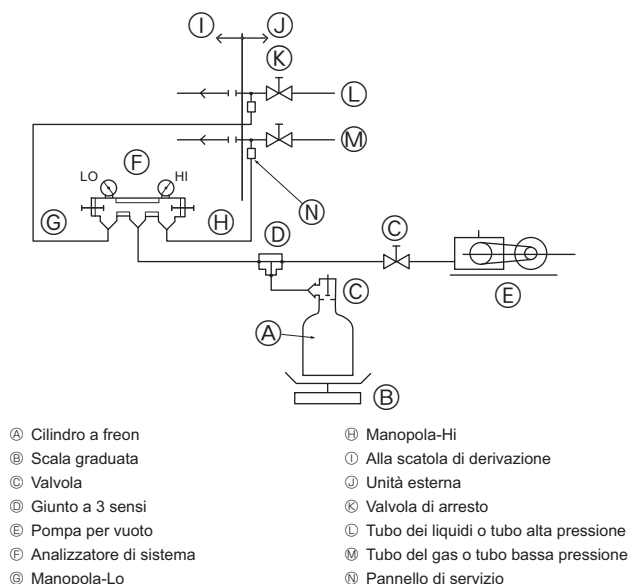 Ⓘ Ⓙ
Ⓚ
Ⓛ
Ⓕ Ⓜ
LO HI
Ⓖ Ⓗ Ⓝ
Ⓓ Ⓒ
Ⓒ Ⓔ
Ⓐ
Ⓑ
Ⓐ Cilindro a freon
Ⓑ Scala graduata
Ⓒ Valvola
Ⓓ Giunto a 3 sensi
Ⓔ Pompa per vuoto
Ⓕ Analizzatore di sistema
Ⓖ Manopola-Lo
Ⓗ Manopola-Hi
Ⓘ Alla scatola di derivazione
Ⓙ Unità esterna
Ⓚ Valvola di arresto
Ⓛ Tubo dei liquidi o tubo alta pressione
Ⓜ Tubo del gas o tubo bassa pressione
Ⓝ Pannello di servizio